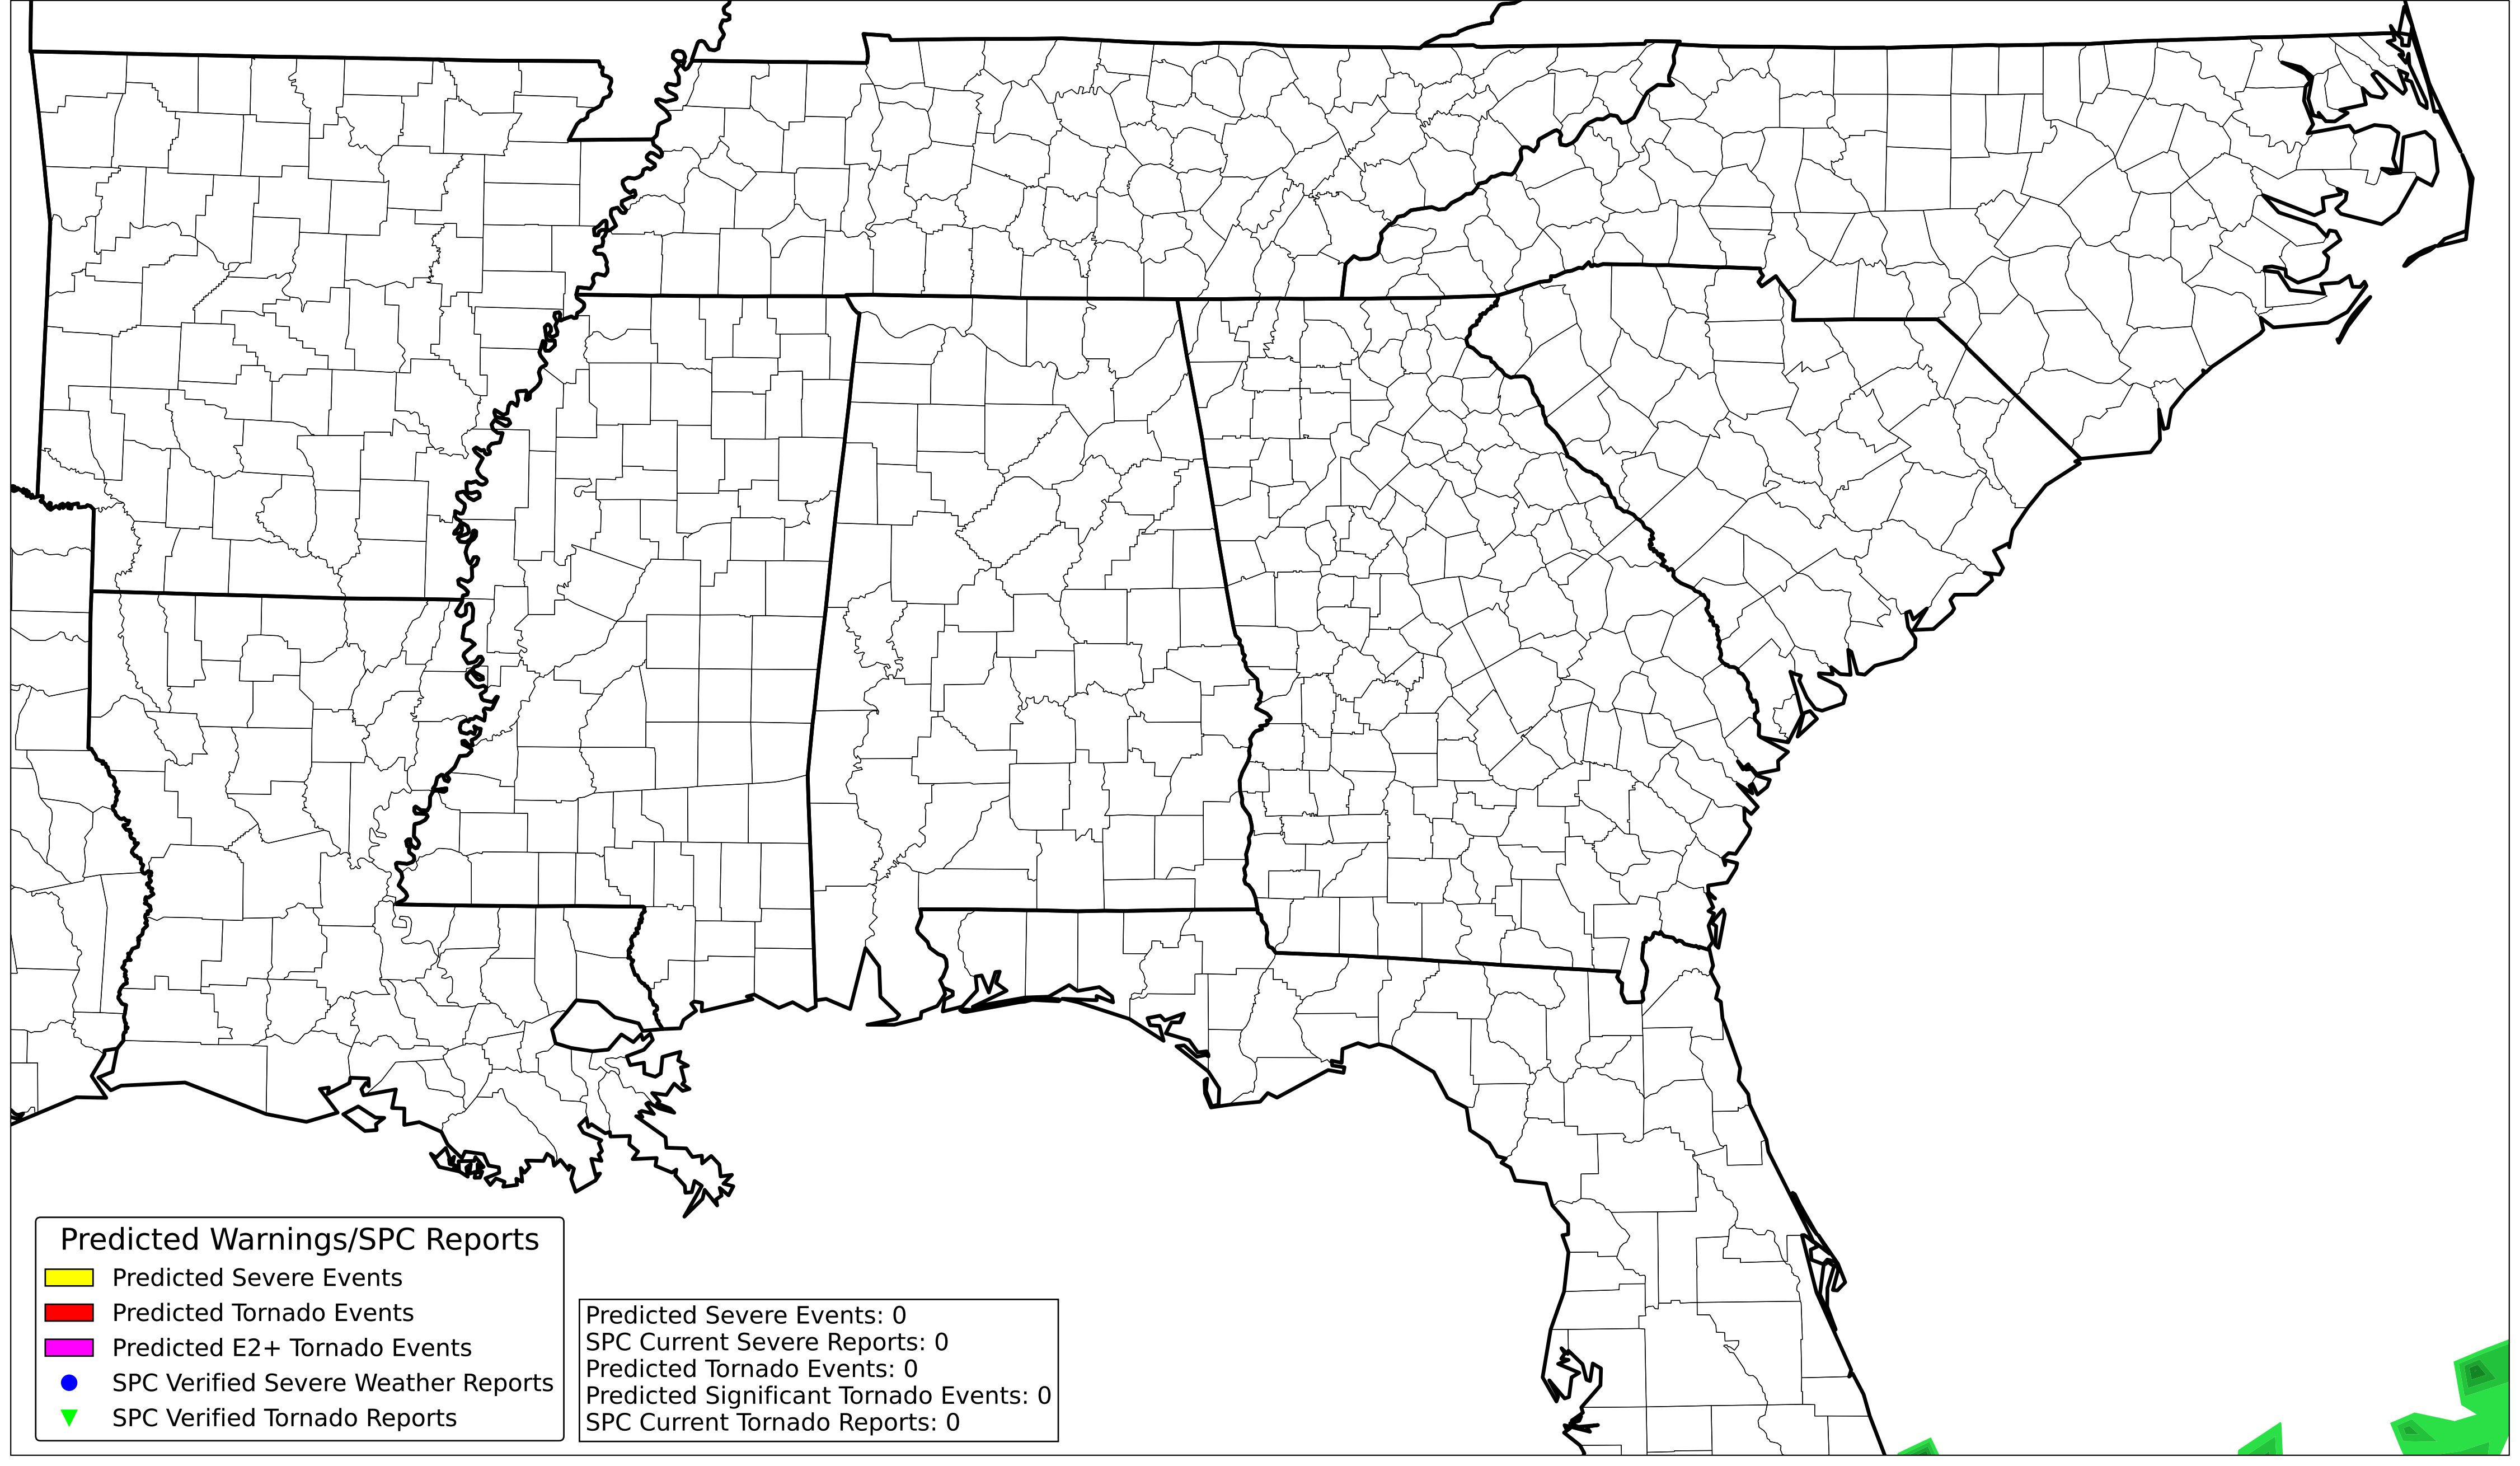 Predicted Warnings/SPC Reports
Predicted Severe Events
Predicted Tornado Events
Predicted E2+ Tornado Events
SPC Verified Severe Weather Reports
SPC Verified Tornado Reports
Predicted Severe Events: 0
SPC Current Severe Reports: 0
Predicted Tornado Events: 0
Predicted Significant Tornado Events: 0
SPC Current Tornado Reports: 0